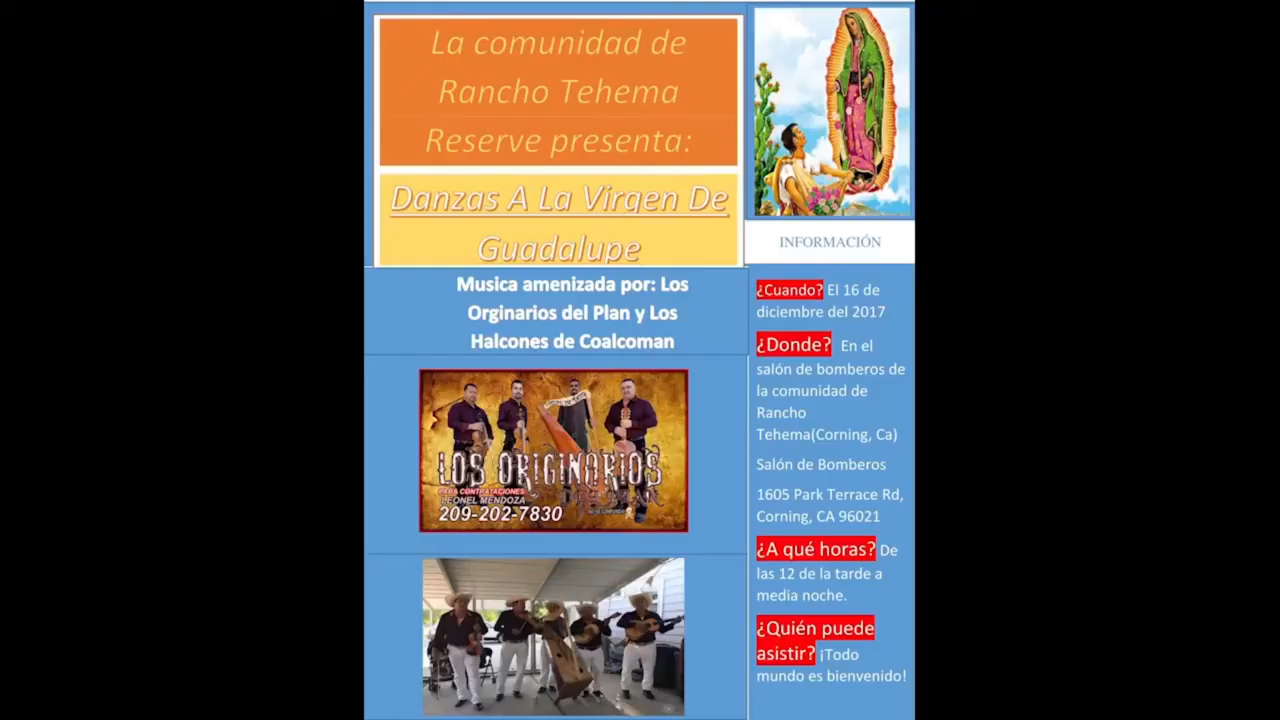 La comunidad de
Rancho Tehema
Reserve presenta:
Danzas A La Virgen De
Guadalupe
Musica amenizada por: Los
Orginarios del Plan y Los
Halcones de Coalcoman
LOS ORIGINARIOS
DEL PLAN
PARA CONTRATACIONES
LEONEL MENDOZA
209-202-7830
INFORMACIÓN
¿Cuando? El 16 de
diciembre del 2017
¿Donde? En el
salón de bomberos de
la comunidad de
Rancho
Tehema(Corning, Ca)
Salón de Bomberos
1605 Park Terrace Rd,
Corning, CA 96021
¿A qué horas? De
las 12 de la tarde a
media noche.
¿Quién puede
asistir? ¡Todo
mundo es bienvenido!